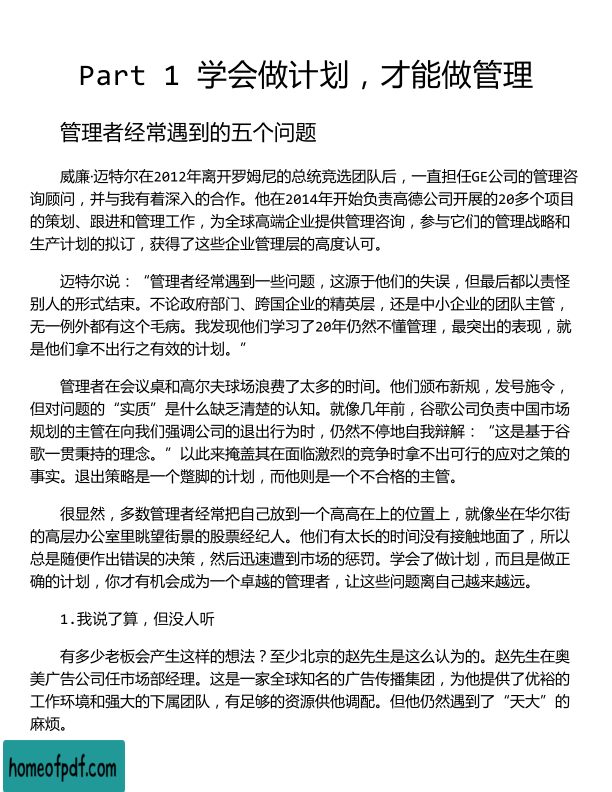 Part 1 学会做计划，才能做管理
管理者经常遇到的五个问题
威廉·迈特尔在2012年离开罗姆尼的总统竞选团队后，一直担任GE公司的管理咨
询顾问，并与我有着深入的合作。他在2014年开始负责高德公司开展的20多个项目
的策划、跟进和管理工作，为全球高端企业提供管理咨询，参与它们的管理战略和
生产计划的拟订，获得了这些企业管理层的高度认可。
迈特尔说：“管理者经常遇到一些问题，这源于他们的失误，但最后都以责怪
别人的形式结束。不论政府部门、跨国企业的精英层，还是中小企业的团队主管，
无一例外都有这个毛病。我发现他们学习了20年仍然不懂管理，最突出的表现，就
是他们拿不出行之有效的计划。”
管理者在会议桌和高尔夫球场浪费了太多的时间。他们颁布新规，发号施令，
但对问题的“实质”是什么缺乏清楚的认知。就像几年前，谷歌公司负责中国市场
规划的主管在向我们强调公司的退出行为时，仍然不停地自我辩解：“这是基于谷
歌一贯秉持的理念。”以此来掩盖其在面临激烈的竞争时拿不出可行的应对之策的
事实。退出策略是一个蹩脚的计划，而他则是一个不合格的主管。
很显然，多数管理者经常把自己放到一个高高在上的位置上，就像坐在华尔街
的高层办公室里眺望街景的股票经纪人。他们有太长的时间没有接触地面了，所以
总是随便作出错误的决策，然后迅速遭到市场的惩罚。学会了做计划，而且是做正
确的计划，你才有机会成为一个卓越的管理者，让这些问题离自己越来越远。
1.我说了算，但没人听
有多少老板会产生这样的想法？至少北京的赵先生是这么认为的。赵先生在奥
美广告公司任市场部经理。这是一家全球知名的广告传播集团，为他提供了优裕的
工作环境和强大的下属团队，有足够的资源供他调配。但他仍然遇到了“天大”的
麻烦。
homeofpdf.com